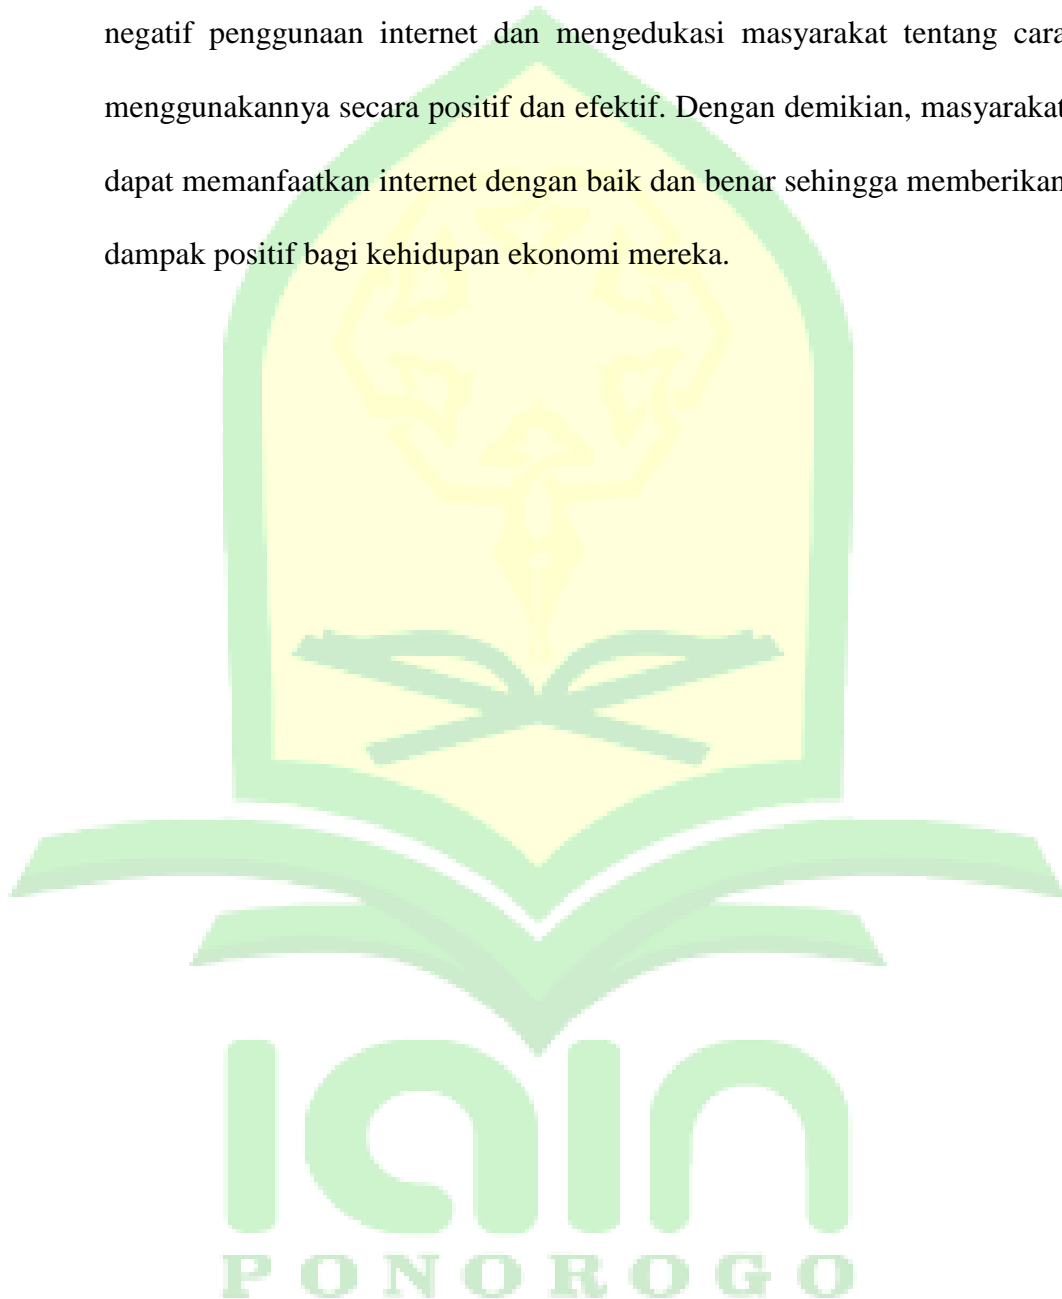 negatif penggunaan internet dan mengedukasi masyarakat tentang cara
menggunakannya secara positif dan efektif. Dengan demikian, masyarakat
dapat memanfaatkan internet dengan baik dan benar sehingga memberikan
dampak positif bagi kehidupan ekonomi mereka.
iain
PONOROGO